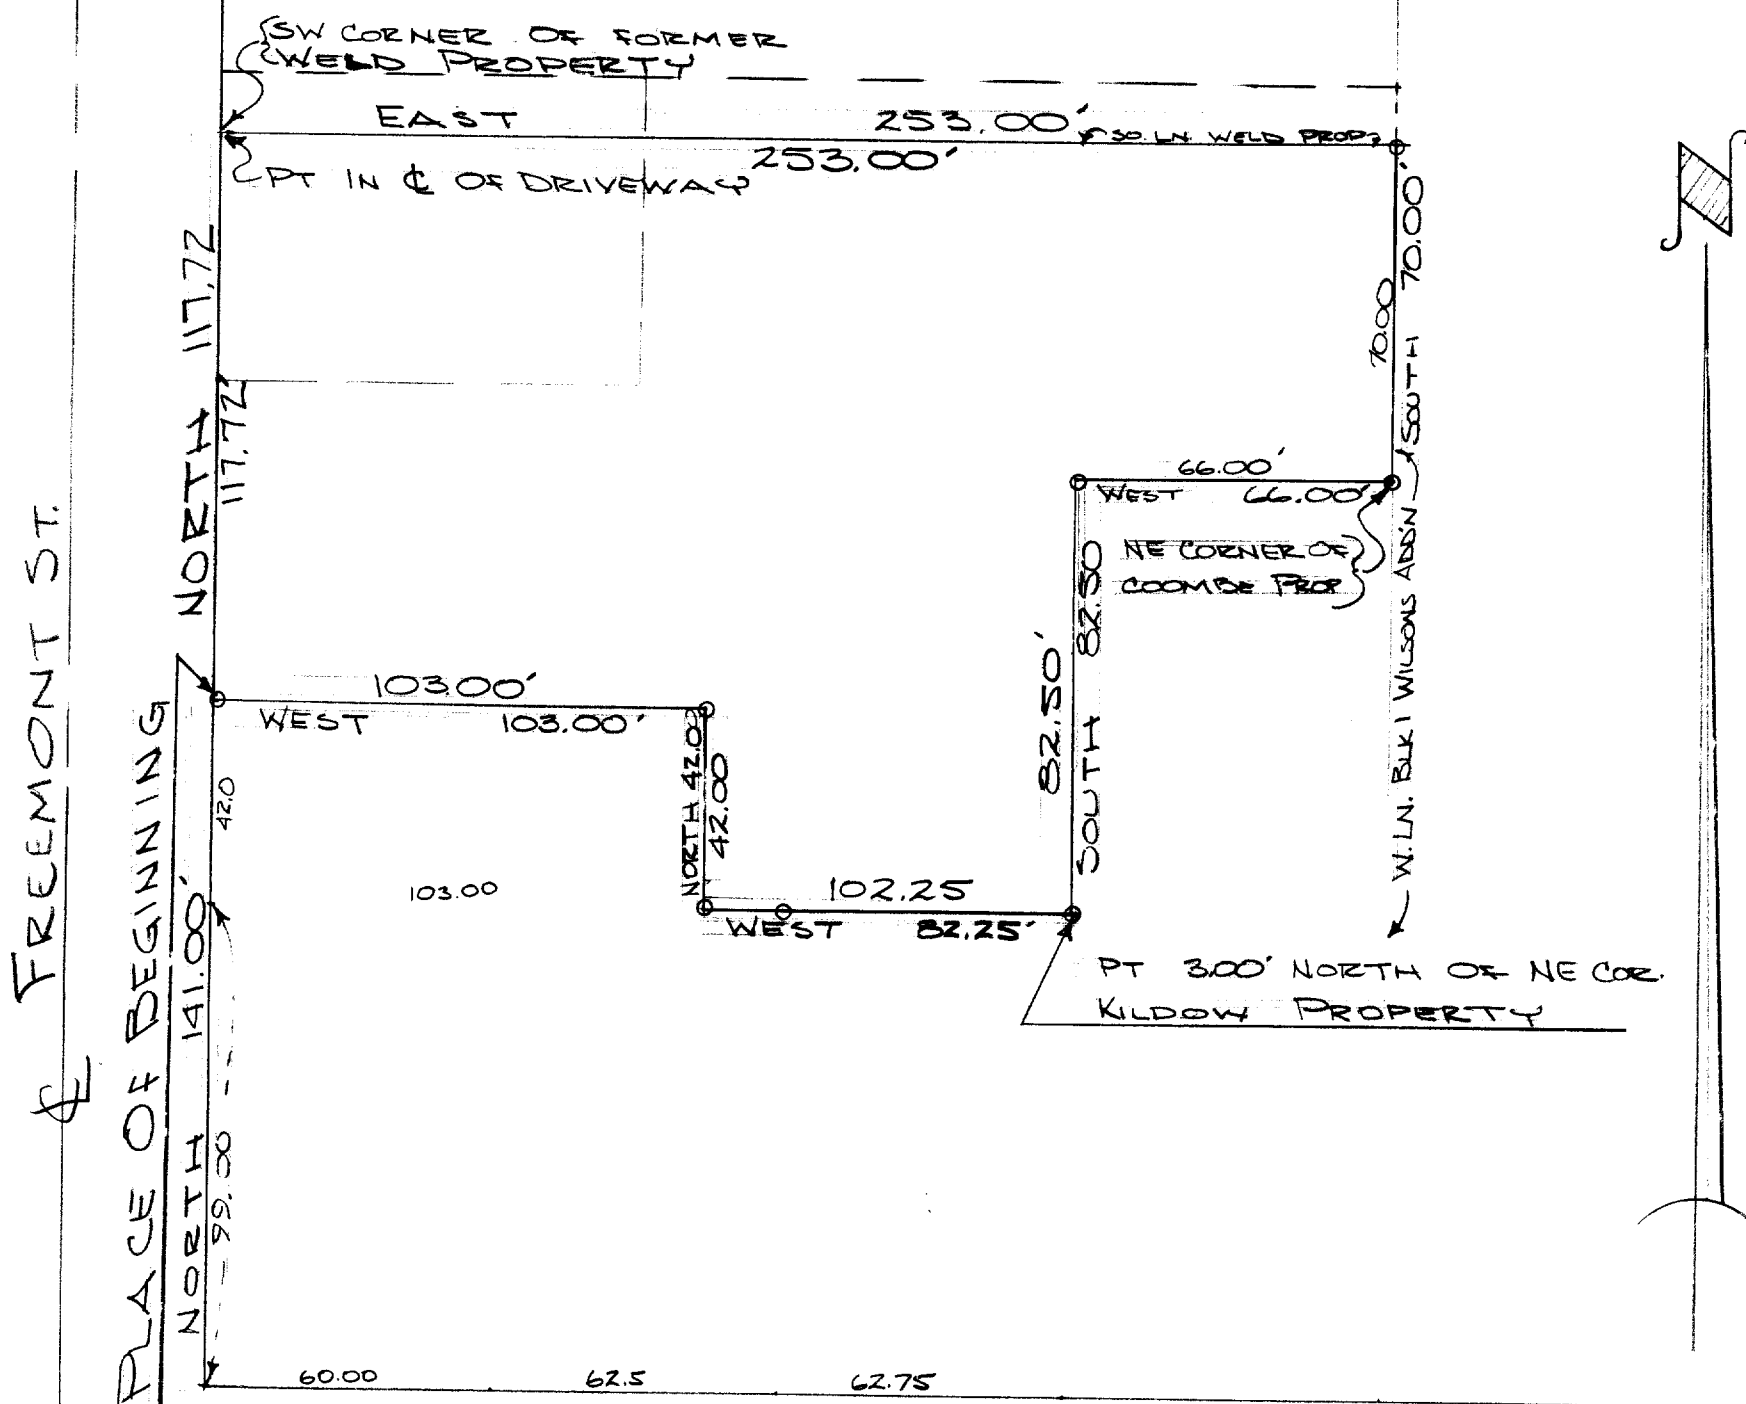 SW CORNER OF FORMER
WELD PROPERTY
EAST 253.00'
SO. LN. WELD PROP.
253.00'
PT IN ℄ OF DRIVEWAY
N
NORTH 117.72
117.72'
SOUTH 70.00'
70.00
66.00'
WEST 66.00'
NE CORNER OF
COOMBE PROP
W. LN. BLK 1 WILSONS ADD'N
SOUTH 82.50
82.50'
103.00'
WEST 103.00'
NORTH 42.00
42.00
42.0
103.00
102.25
WEST 82.25'
PT 3.00' NORTH OF NE COR.
KILDOW PROPERTY
FREEMONT ST.
℄
PLACE OF BEGINNING
NORTH 141.00'
99.00
60.00 62.5 62.75